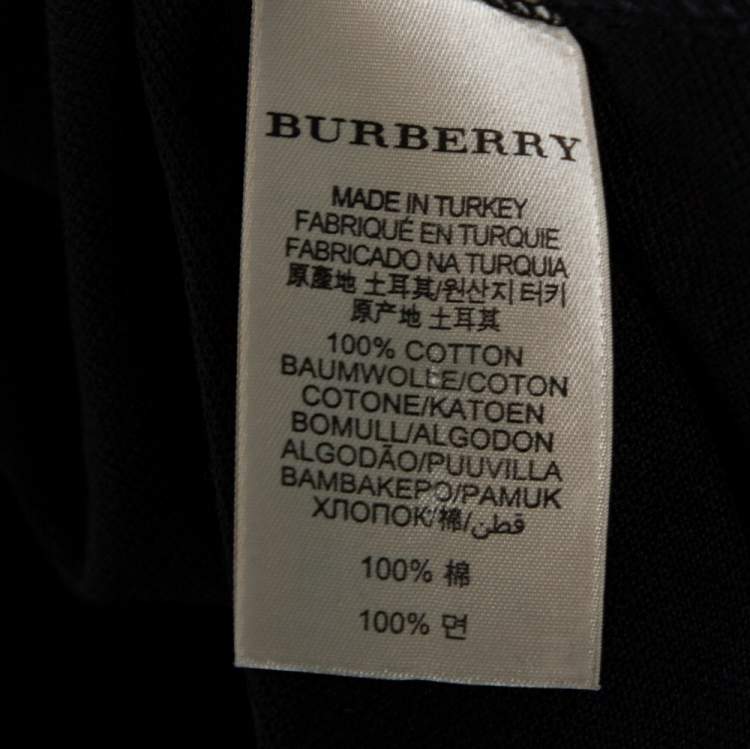 BURBERRY
MADE IN TURKEY
FABRIQUÉ EN TURQUIE
FABRICADO NA TURQUIA
原產地 土耳其/원산지 터키
原产地 土耳其
100% COTTON
BAUMWOLLE/COTON
COTONE/KATOEN
BOMULL/ALGODON
ALGODÃO/PUUVILLA
ΒΑΜΒΑΚΕΡΟ/PAMUK
ХЛОПОК/棉/قطن
100% 棉
100% 면